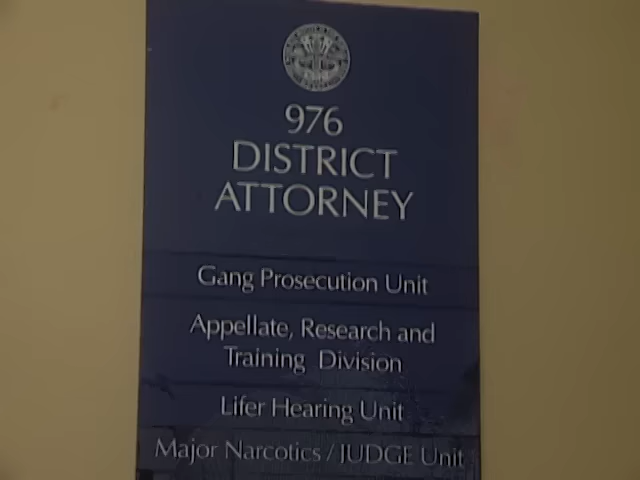 976
DISTRICT
ATTORNEY
Gang Prosecution Unit
Appellate, Research and
Training Division
Lifer Hearing Unit
Major Narcotics / JUDGE Unit